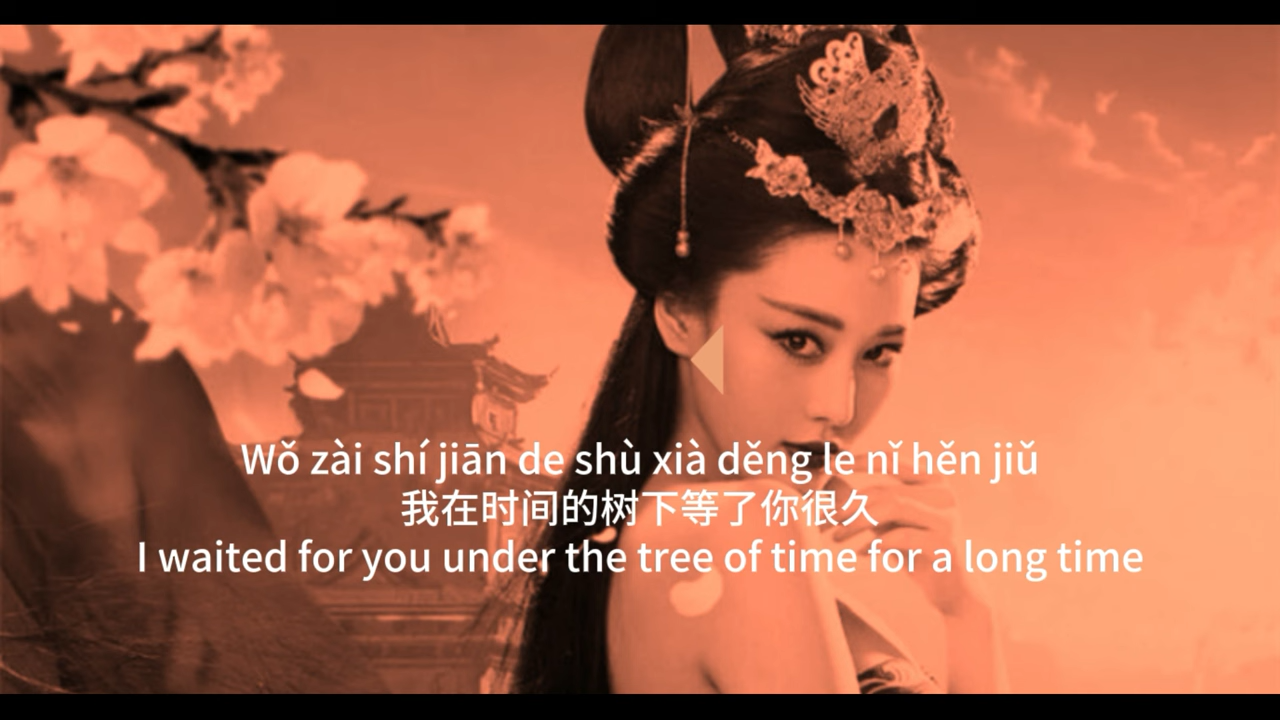 Wǒ zài shí jiān de shù xià děng le nǐ hěn jiǔ
我在时间的树下等了你很久
I waited for you under the tree of time for a long time